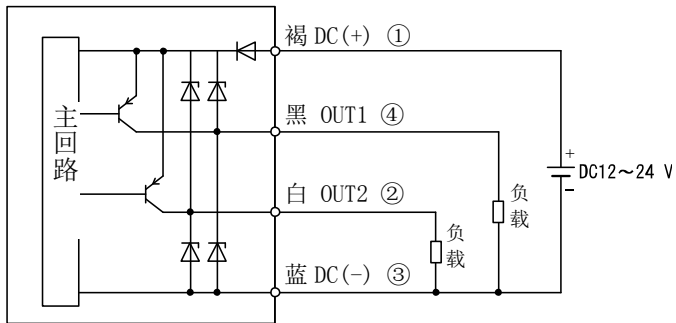 主回路
褐 DC(+) ①
黑 OUT1 ④
白 OUT2 ②
蓝 DC(-) ③
负载
负载
+
DC12～24 V
-